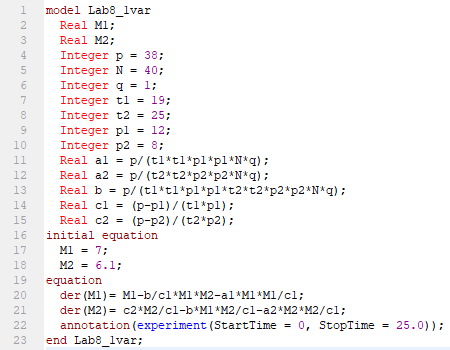 1 model Lab8_lvar
2 Real M1;
3 Real M2;
4 Integer p = 38;
5 Integer N = 40;
6 Integer q = 1;
7 Integer t1 = 19;
8 Integer t2 = 25;
9 Integer p1 = 12;
10 Integer p2 = 8;
11 Real a1 = p/(t1*t1*p1*p1*N*q);
12 Real a2 = p/(t2*t2*p2*p2*N*q);
13 Real b = p/(t1*t1*p1*p1*t2*t2*p2*p2*N*q);
14 Real c1 = (p-p1)/(t1*p1);
15 Real c2 = (p-p2)/(t2*p2);
16 initial equation
17 M1 = 7;
18 M2 = 6.1;
19 equation
20 der(M1)= M1-b/c1*M1*M2-a1*M1*M1/c1;
21 der(M2)= c2*M2/c1-b*M1*M2/c1-a2*M2*M2/c1;
22 annotation(experiment(StartTime = 0, StopTime = 25.0));
23 end Lab8_lvar;